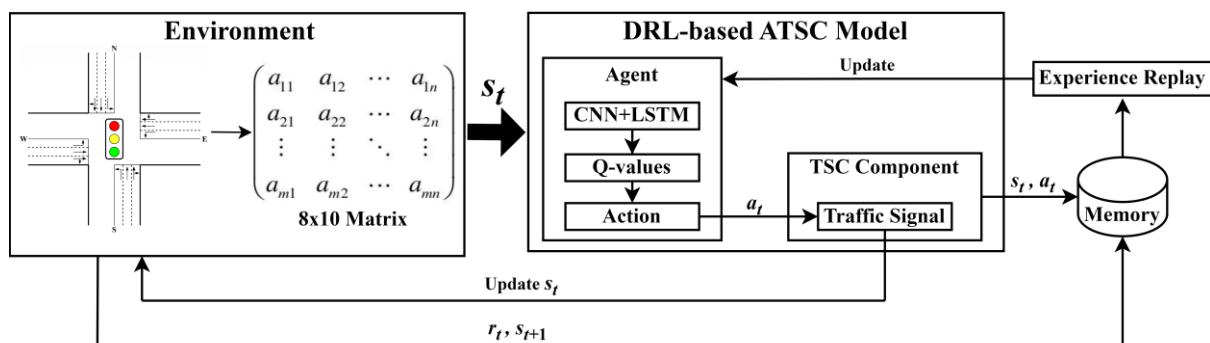 Environment
N
W
E
S
a11 a12 ⋯ a1n
a21 a22 ⋯ a2n
⋮ ⋮ ⋱ ⋮
am1 am2 ⋯ amn
8x10 Matrix
st
DRL-based ATSC Model
Agent
CNN+LSTM
Q-values
Action
at
TSC Component
Traffic Signal
Update
Experience Replay
st , at
Memory
Update st
rt , st+1